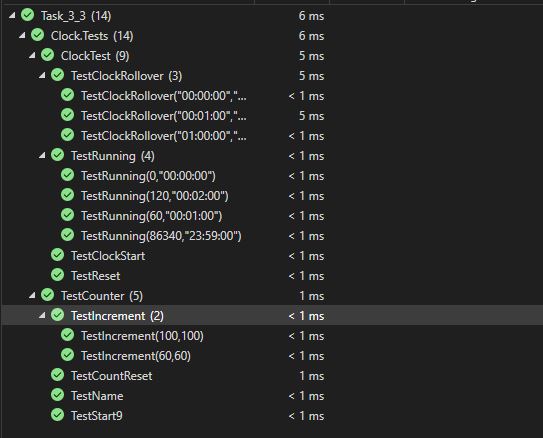 Task_3_3 (14) 6 ms
Clock.Tests (14) 6 ms
ClockTest (9) 5 ms
TestClockRollover (3) 5 ms
TestClockRollover("00:00:00","... < 1 ms
TestClockRollover("00:01:00","... 5 ms
TestClockRollover("01:00:00","... < 1 ms
TestRunning (4) < 1 ms
TestRunning(0,"00:00:00") < 1 ms
TestRunning(120,"00:02:00") < 1 ms
TestRunning(60,"00:01:00") < 1 ms
TestRunning(86340,"23:59:00") < 1 ms
TestClockStart < 1 ms
TestReset < 1 ms
TestCounter (5) 1 ms
TestIncrement (2) < 1 ms
TestIncrement(100,100) < 1 ms
TestIncrement(60,60) < 1 ms
TestCountReset 1 ms
TestName < 1 ms
TestStart9 < 1 ms